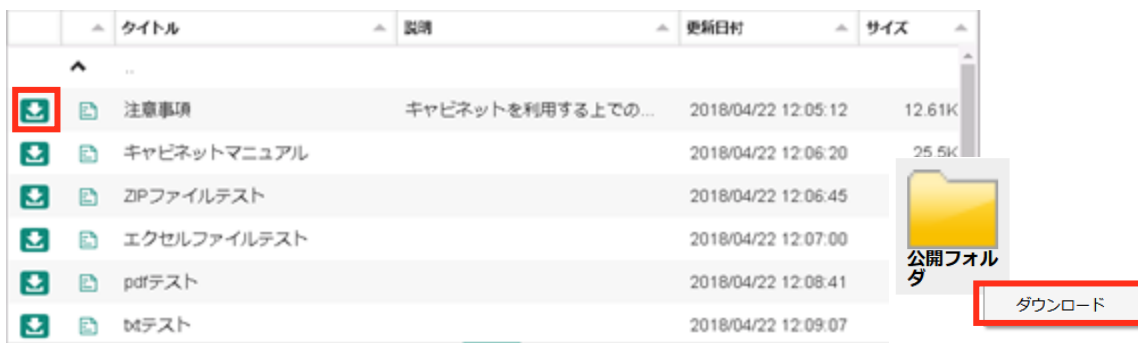 タイトル 説明 更新日付 サイズ
..
注意事項 キャビネットを利用する上での... 2018/04/22 12:05:12 12.61K
キャビネットマニュアル 2018/04/22 12:06:20 25.5K
ZIPファイルテスト 2018/04/22 12:06:45
エクセルファイルテスト 2018/04/22 12:07:00
pdfテスト 2018/04/22 12:08:41
txtテスト 2018/04/22 12:09:07
公開フォル
ダ
ダウンロード